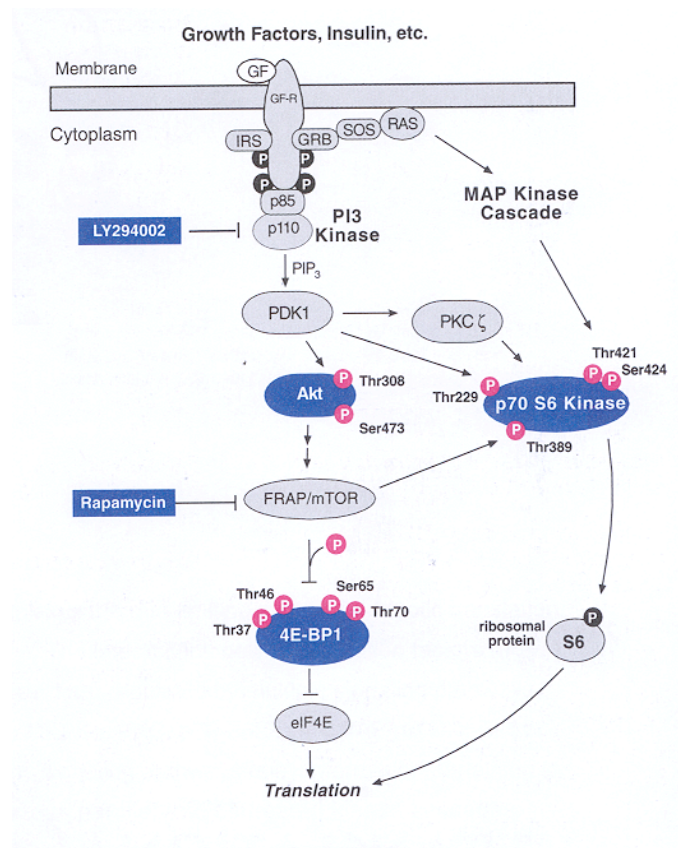 Growth Factors, Insulin, etc.
Membrane
GF
GF-R
Cytoplasm
IRS
GRB
SOS
RAS
P
P
P
P
p85
p110
PI3
Kinase
MAP Kinase
Cascade
LY294002
PIP3
PDK1
PKC ζ
Thr421
P
P
Ser424
Akt
P
Thr308
P
Ser473
Thr229
P
p70 S6 Kinase
P
Thr389
Rapamycin
FRAP/mTOR
P
Thr46
P
Ser65
P
P
Thr70
Thr37
P
4E-BP1
ribosomal
protein
P
S6
eIF4E
Translation